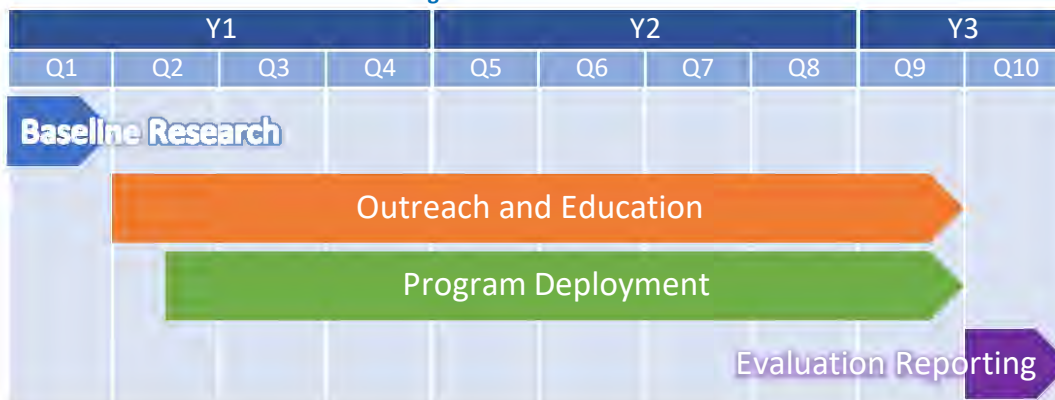 Y1 Y2 Y3
Q1 Q2 Q3 Q4 Q5 Q6 Q7 Q8 Q9 Q10
Baseline Research
Outreach and Education
Program Deployment
Evaluation Reporting